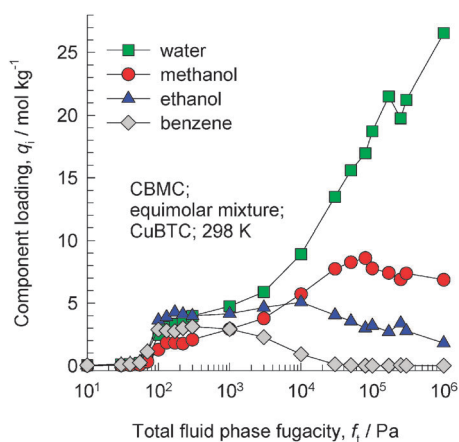 25
20
15
10
5
0
Component loading, qᵢ / mol kg⁻¹
water
methanol
ethanol
benzene
CBMC;
equimolar mixture;
CuBTC; 298 K
10¹ 10² 10³ 10⁴ 10⁵ 10⁶
Total fluid phase fugacity, fₜ / Pa